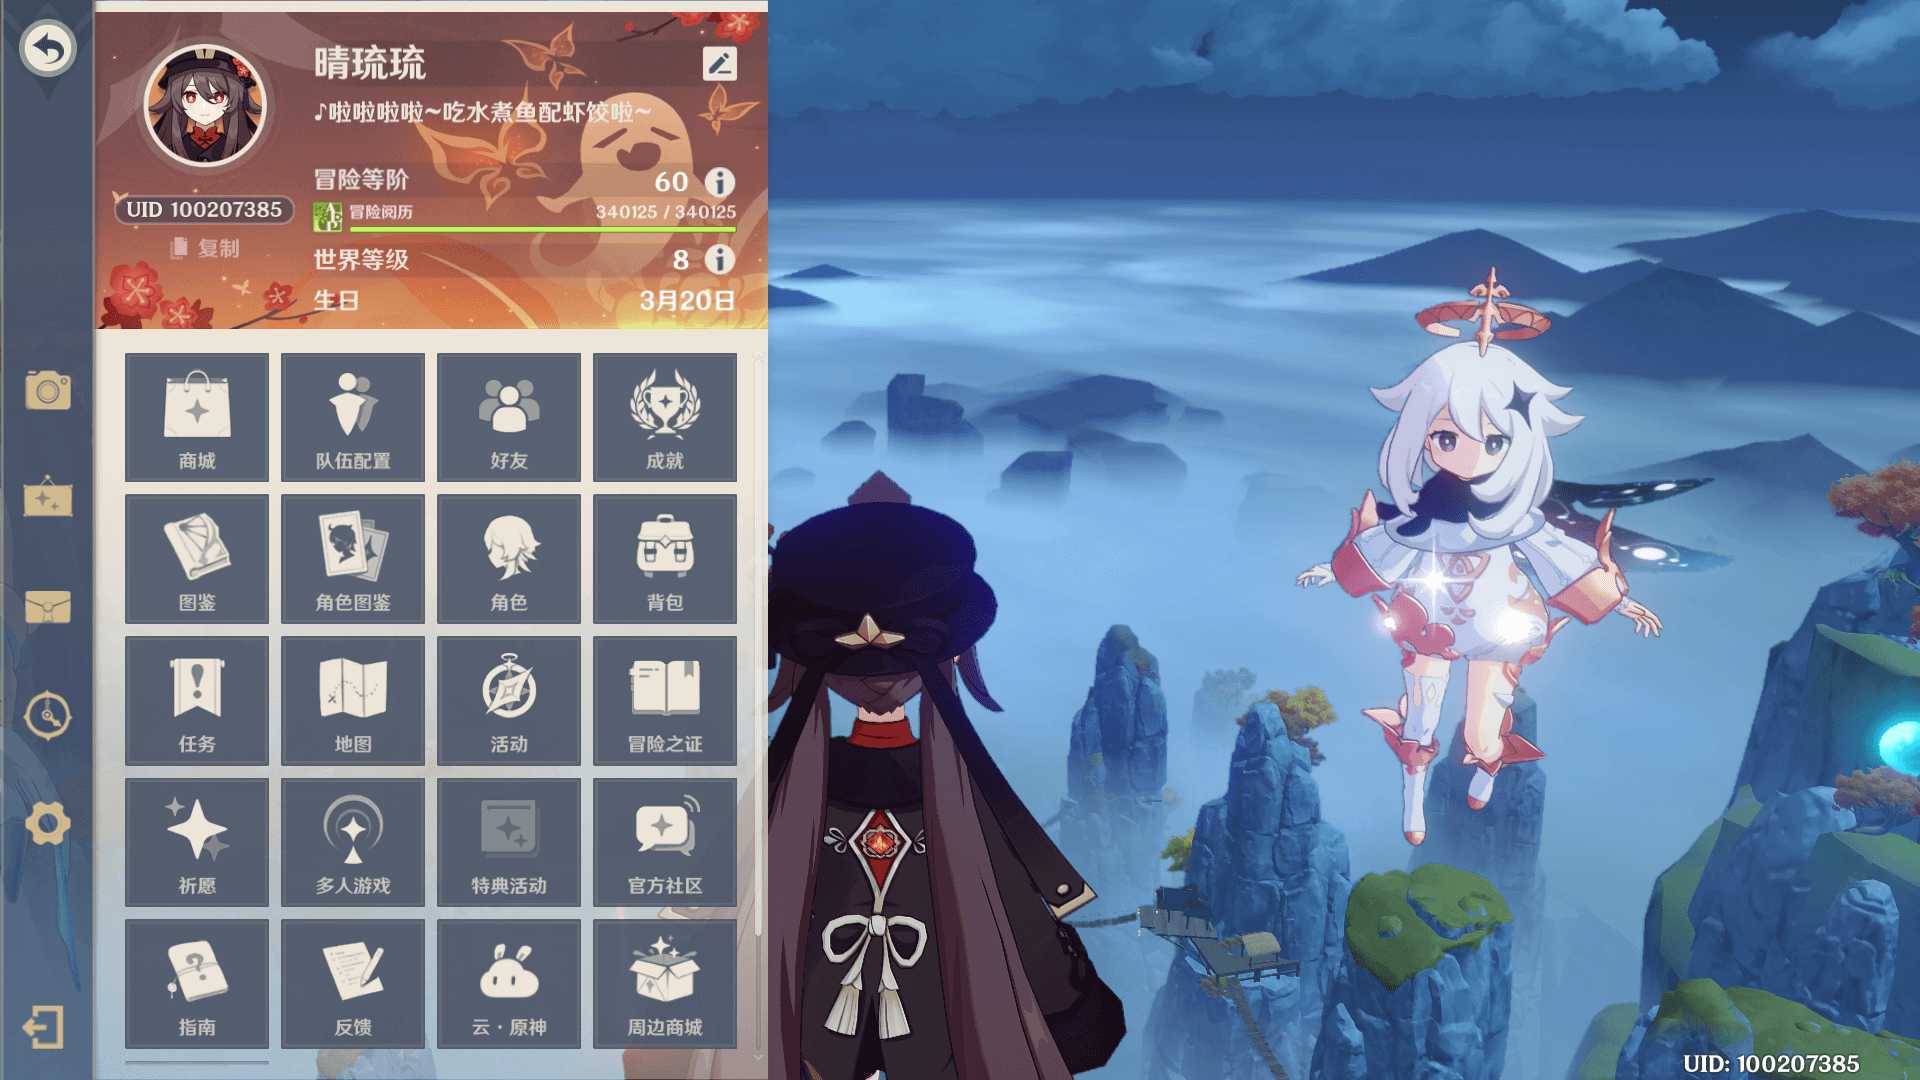 晴琉琉
♪啦啦啦啦~吃水煮鱼配虾饺啦~
冒险等阶 60
UID 100207385
冒险阅历 340125 / 340125
复制
世界等级 8
生日 3月20日
商城 队伍配置 好友 成就
图鉴 角色图鉴 角色 背包
任务 地图 活动 冒险之证
祈愿 多人游戏 特典活动 官方社区
指南 反馈 云·原神 周边商城
UID: 100207385